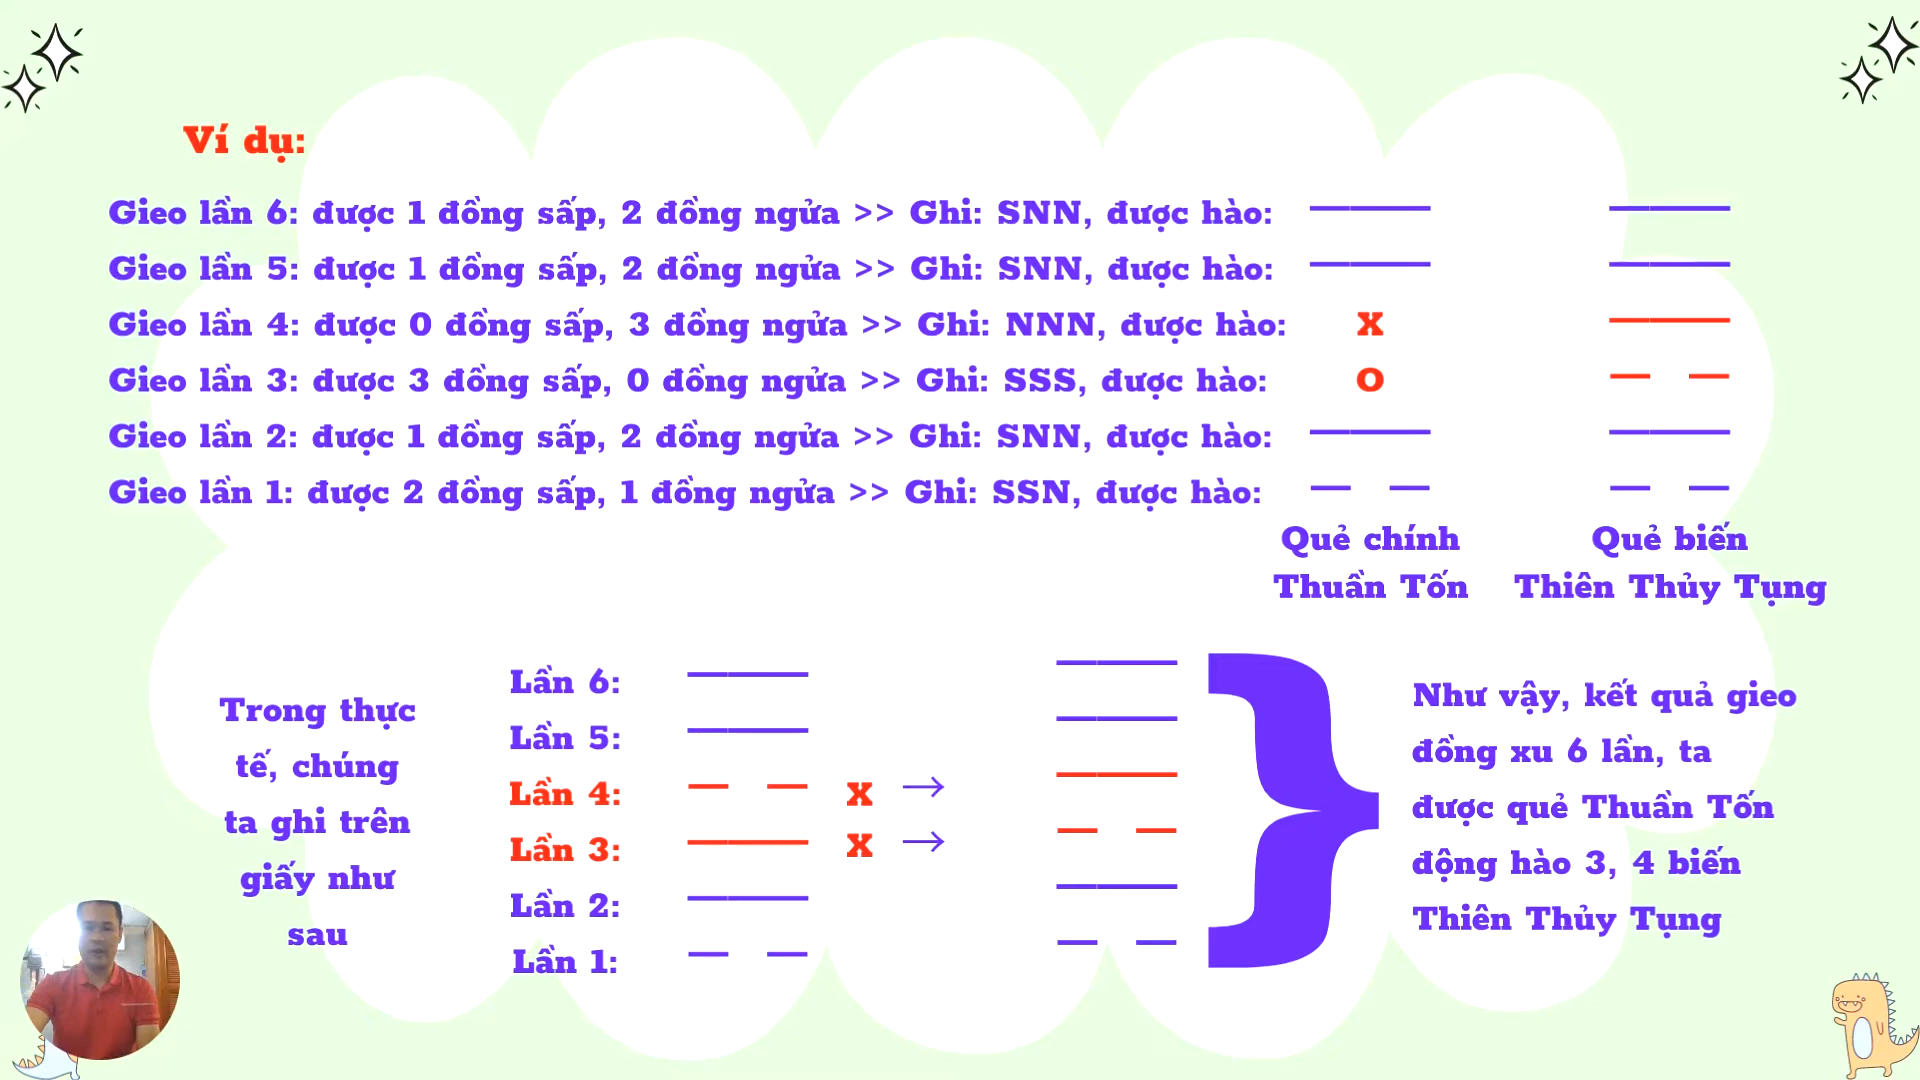 Ví dụ:
Gieo lần 6: được 1 đồng sấp, 2 đồng ngửa >> Ghi: SNN, được hào:
Gieo lần 5: được 1 đồng sấp, 2 đồng ngửa >> Ghi: SNN, được hào:
Gieo lần 4: được 0 đồng sấp, 3 đồng ngửa >> Ghi: NNN, được hào: X
Gieo lần 3: được 3 đồng sấp, 0 đồng ngửa >> Ghi: SSS, được hào: O
Gieo lần 2: được 1 đồng sấp, 2 đồng ngửa >> Ghi: SNN, được hào:
Gieo lần 1: được 2 đồng sấp, 1 đồng ngửa >> Ghi: SSN, được hào:
Quẻ chính
Thuần Tốn
Quẻ biến
Thiên Thủy Tụng
Trong thực
tế, chúng
ta ghi trên
giấy như
sau
Lần 6:
Lần 5:
Lần 4: X →
Lần 3: X →
Lần 2:
Lần 1:
Như vậy, kết quả gieo
đồng xu 6 lần, ta
được quẻ Thuần Tốn
động hào 3, 4 biến
Thiên Thủy Tụng